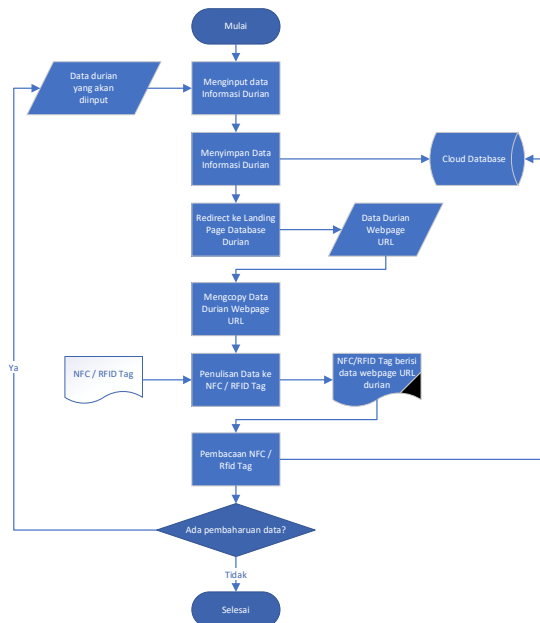 Mulai
Data durian
yang akan
diinput
Menginput data
Informasi Durian
Menyimpan Data
Informasi Durian
Cloud Database
Redirect ke Landing
Page Database
Durian
Data Durian
Webpage
URL
Mengcopy Data
Durian Webpage
URL
Ya
NFC / RFID Tag
Penulisan Data ke
NFC / RFID Tag
NFC/RFID Tag berisi
data webpage URL
durian
Pembacaan NFC /
Rfid Tag
Ada pembaharuan data?
Tidak
Selesai